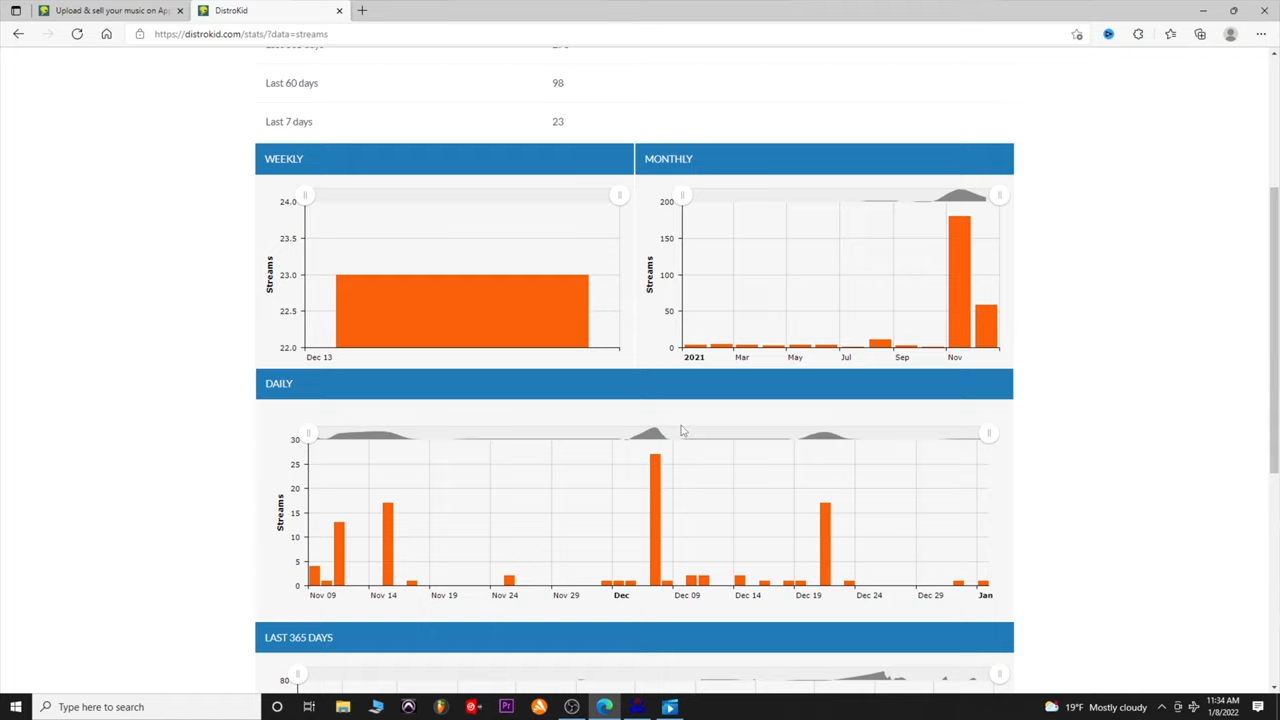 Upload & sell your music on App
DistroKid
https://distrokid.com/stats/?data=streams
Last 60 days 98
Last 7 days 23
WEEKLY
MONTHLY
24.0
23.5
23.0
22.5
22.0
Streams
Dec 13
200
150
100
50
0
Streams
2021 Mar May Jul Sep Nov
DAILY
30
25
20
15
10
5
0
Streams
Nov 09 Nov 14 Nov 19 Nov 24 Nov 29 Dec Dec 09 Dec 14 Dec 19 Dec 24 Dec 29 Jan
LAST 365 DAYS
80
Type here to search
Pr
19°F Mostly cloudy
11:34 AM
1/8/2022